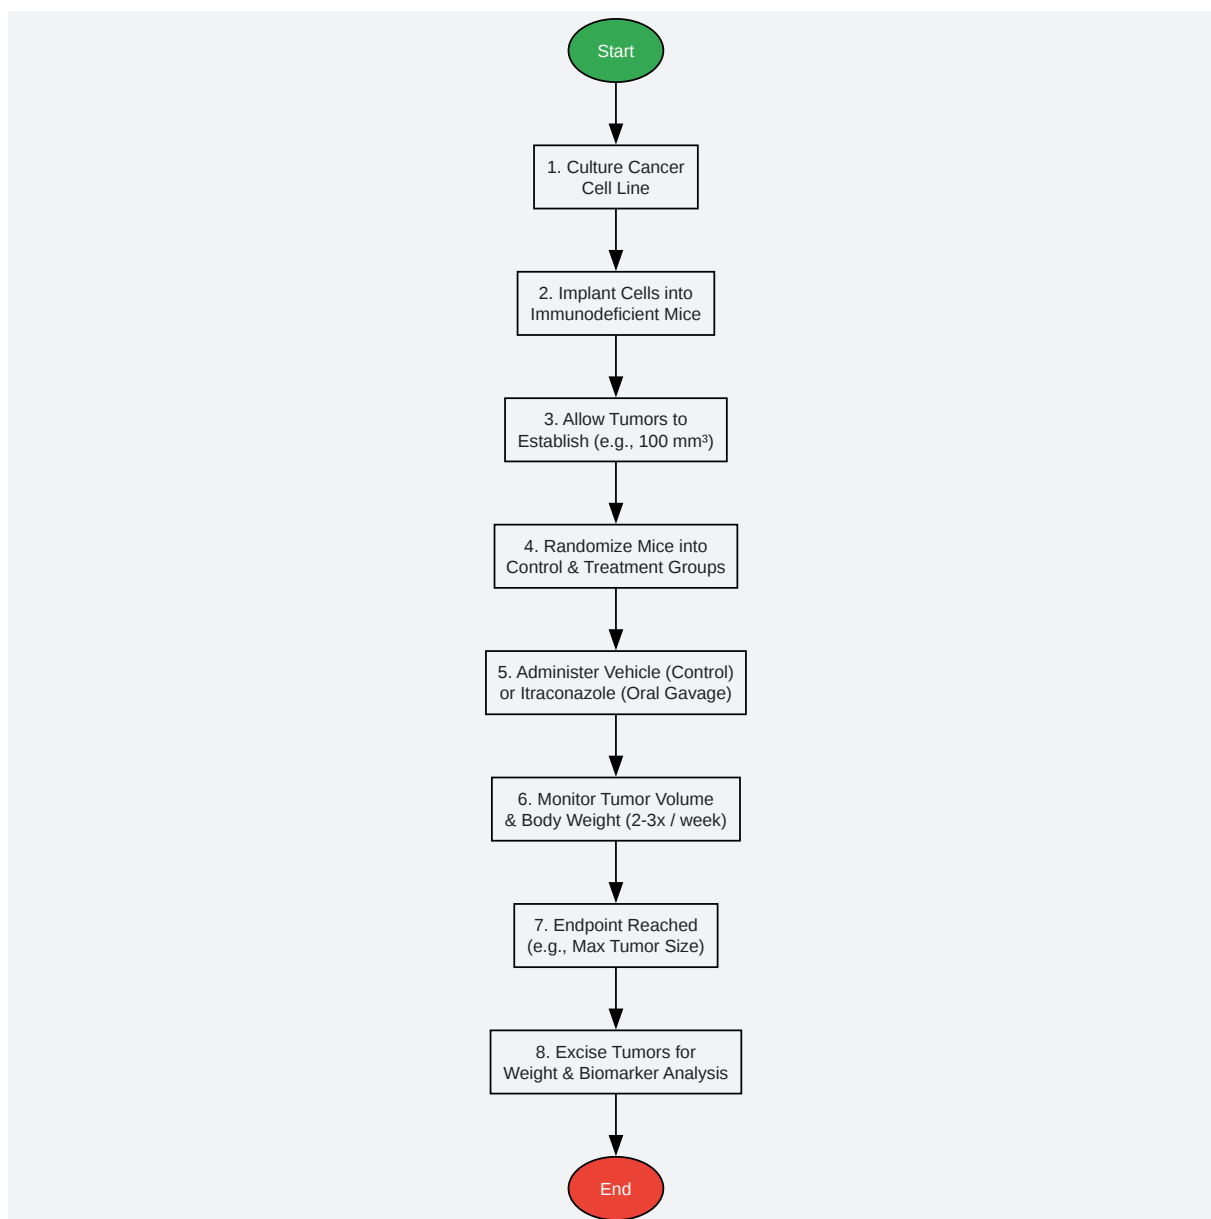 Start
1. Culture Cancer
Cell Line
2. Implant Cells into
Immunodeficient Mice
3. Allow Tumors to
Establish (e.g., 100 mm³)
4. Randomize Mice into
Control & Treatment Groups
5. Administer Vehicle (Control)
or Itraconazole (Oral Gavage)
6. Monitor Tumor Volume
& Body Weight (2-3x / week)
7. Endpoint Reached
(e.g., Max Tumor Size)
8. Excise Tumors for
Weight & Biomarker Analysis
End